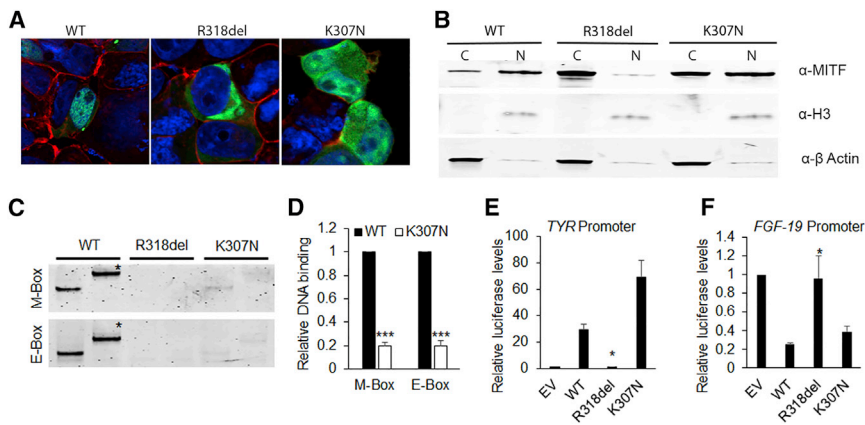 A
WT R318del K307N
B
WT R318del K307N
C N C N C N
α-MITF
α-H3
α-β Actin
C
WT R318del K307N
M-Box
*
E-Box
*
D
WT K307N
Relative DNA binding
1.2
1
0.8
0.6
0.4
0.2
0
*** ***
M-Box E-Box
E
TYR Promoter
Relative luciferase levels
100
80
60
40
20
0
*
EV WT R318del K307N
F
FGF-19 Promoter
Relative luciferase levels
1.4
1.2
1
0.8
0.6
0.4
0.2
0
*
EV WT R318del K307N